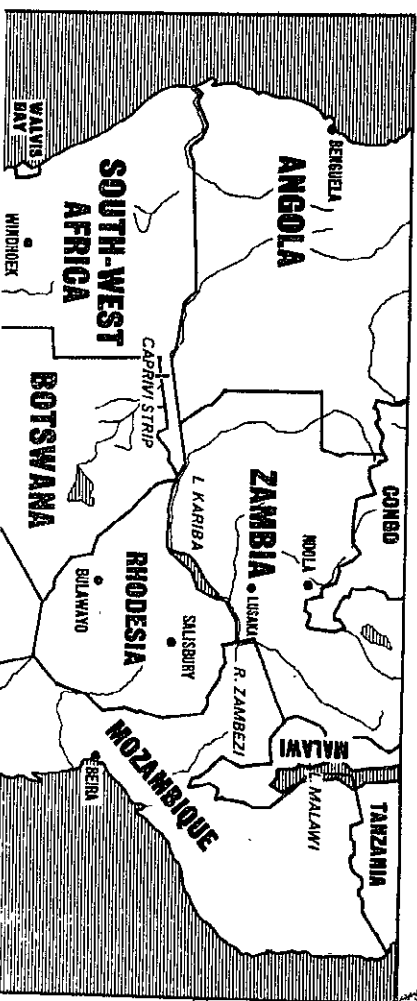 CONGO
TANZANIA
ANGOLA
BENGUELA
ZAMBIA
NDOLA
LUSAKA
MALAWI
L. MALAWI
R. ZAMBEZI
L KARIBA
CAPRIVI STRIP
SOUTH-WEST
AFRICA
WALVIS
BAY
WINDHOEK
BOTSWANA
RHODESIA
SALISBURY
BULAWAYO
MOZAMBIQUE
BEIRA